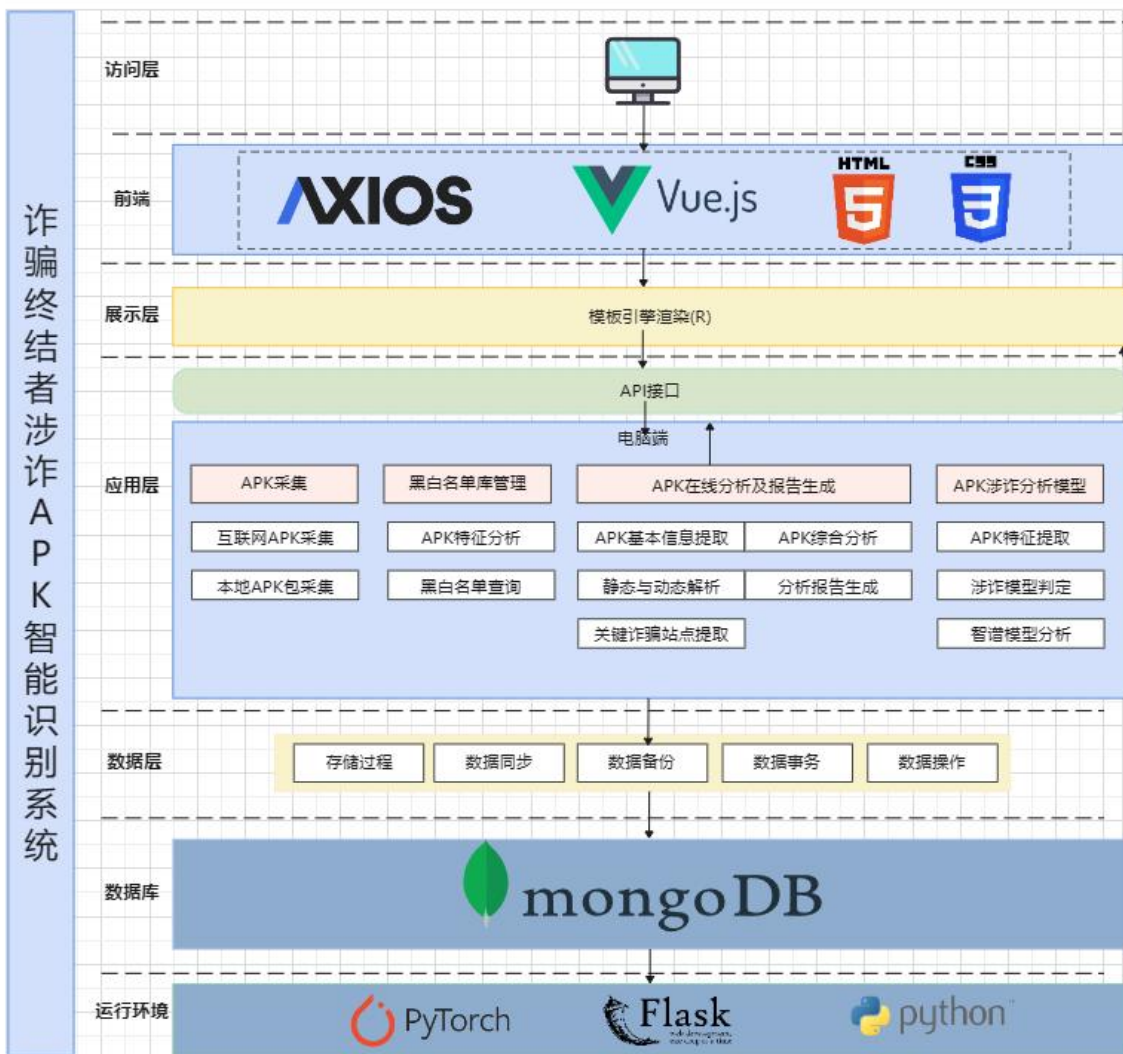 诈骗终结者涉诈APK智能识别系统
访问层
前端
AXIOS
Vue.js
HTML
5
CSS
3
展示层
模板引擎渲染(R)
API接口
电脑端
应用层
APK采集
黑白名单库管理
APK在线分析及报告生成
APK涉诈分析模型
互联网APK采集
APK特征分析
APK基本信息提取
APK综合分析
APK特征提取
本地APK包采集
黑白名单查询
静态与动态解析
分析报告生成
涉诈模型判定
关键诈骗站点提取
智谱模型分析
数据层
存储过程
数据同步
数据备份
数据事务
数据操作
数据库
mongoDB
运行环境
PyTorch
Flask
web development,
one drop at a time
python